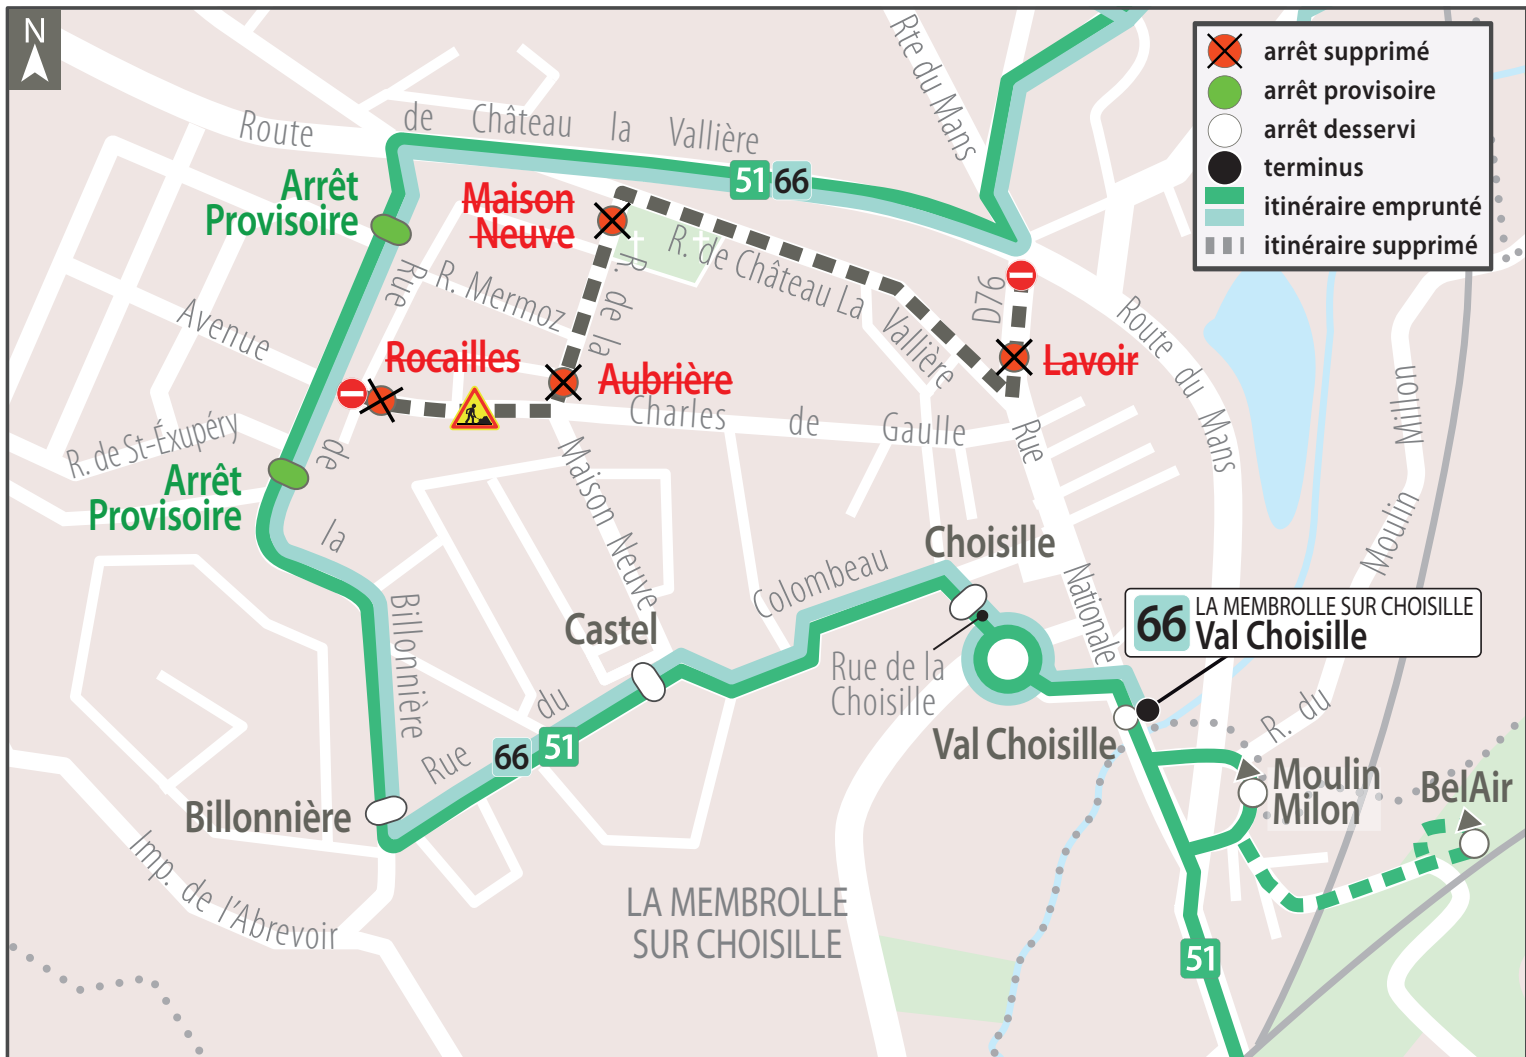 N
arrêt supprimé
arrêt provisoire
arrêt desservi
terminus
itinéraire emprunté
itinéraire supprimé
Rte du Mans
Route de Château la Vallière
51 66
Arrêt
Provisoire
Maison
Neuve
R. de Château La Vallière
D76
Lavoir
Route du Mans
R. Mermoz
R. de la Maison Neuve
Avenue Charles de Gaulle
Rocailles
Aubrière
R. de St-Éxupéry
Arrêt
Provisoire
Rue de la Billonnière
Rue Nationale
R. du Moulin Millon
Choisille
Rue du Colombeau
Castel
Rue de la
Choisille
66 LA MEMBROLLE SUR CHOISILLE
Val Choisille
Val Choisille
66 51
Billonnière
Moulin
Milon
BelAir
Imp. de l'Abrevoir
LA MEMBROLLE
SUR CHOISILLE
51